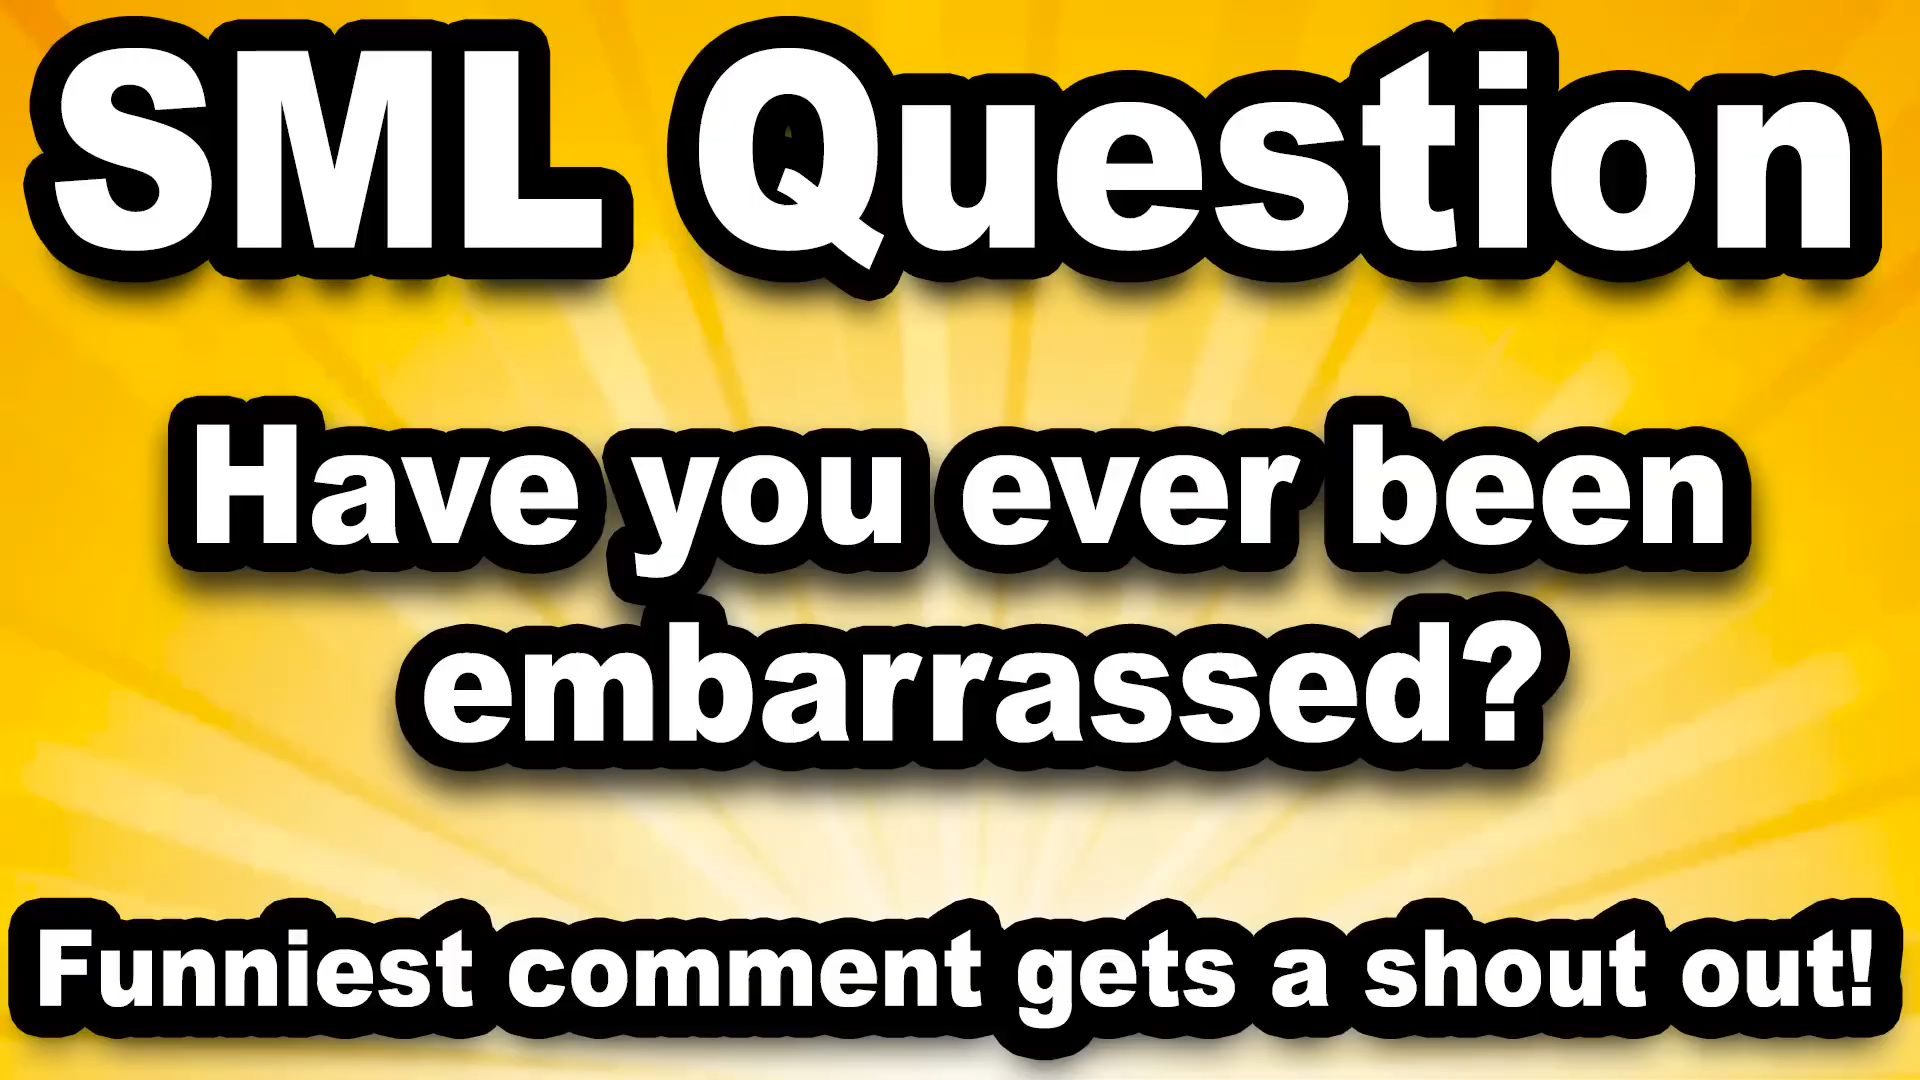 SML Question
Have you ever been
embarrassed?
Funniest comment gets a shout out!